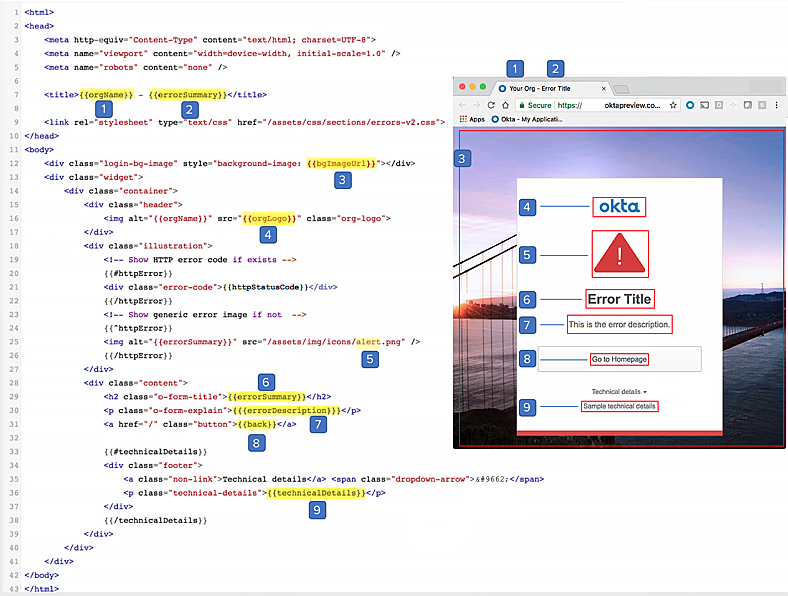 1 <html>
2 <head>
3 <meta http-equiv="Content-Type" content="text/html; charset=UTF-8">
4 <meta name="viewport" content="width=device-width, initial-scale=1.0" />
5 <meta name="robots" content="none" />
6
7 <title>{{orgName}} - {{errorSummary}}</title>
8
1 2
9 <link rel="stylesheet" type="text/css" href="/assets/css/sections/errors-v2.css">
10 </head>
11 <body>
12 <div class="login-bg-image" style="background-image: {{bgImageUrl}}"></div>
13 <div class="widget">
3
14 <div class="container">
15 <div class="header">
16 <img alt="{{orgName}}" src="{{orgLogo}}" class="org-logo">
17 </div>
4
18 <div class="illustration">
19 <!-- Show HTTP error code if exists -->
20 {{#httpError}}
21 <div class="error-code">{{httpStatusCode}}</div>
22 {{/httpError}}
23 <!-- Show generic error image if not -->
24 {{^httpError}}
25 <img alt="{{errorSummary}}" src="/assets/img/icons/alert.png" />
26 {{/httpError}}
5
27 </div>
28 <div class="content">
6
29 <h2 class="o-form-title">{{errorSummary}}</h2>
30 <p class="o-form-explain">{{{errorDescription}}}</p>
31 <a href="/" class="button">{{back}}</a>
7
32
8
33 {{#technicalDetails}}
34 <div class="footer">
35 <a class="non-link">Technical details</a> <span class="dropdown-arrow">&#9662;</span>
36 <p class="technical-details">{{technicalDetails}}</p>
37 </div>
9
38 {{/technicalDetails}}
39 </div>
40 </div>
41 </div>
42 </body>
43 </html>
1 2
Your Org - Error Title
Secure https:// oktapreview.co...
Apps Okta - My Applicati...
3
4 okta
5 !
6 Error Title
7 This is the error description.
8 Go to Homepage
Technical details
9 Sample technical details